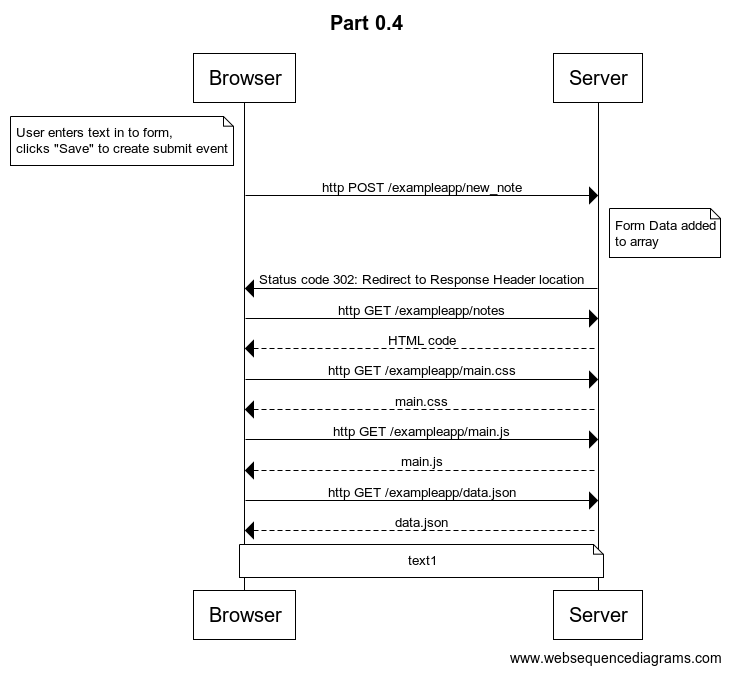 Part 0.4
Browser
Server
User enters text in to form,
clicks "Save" to create submit event
http POST /exampleapp/new_note
Form Data added
to array
Status code 302: Redirect to Response Header location
http GET /exampleapp/notes
HTML code
http GET /exampleapp/main.css
main.css
http GET /exampleapp/main.js
main.js
http GET /exampleapp/data.json
data.json
text1
Browser
Server
www.websequencediagrams.com